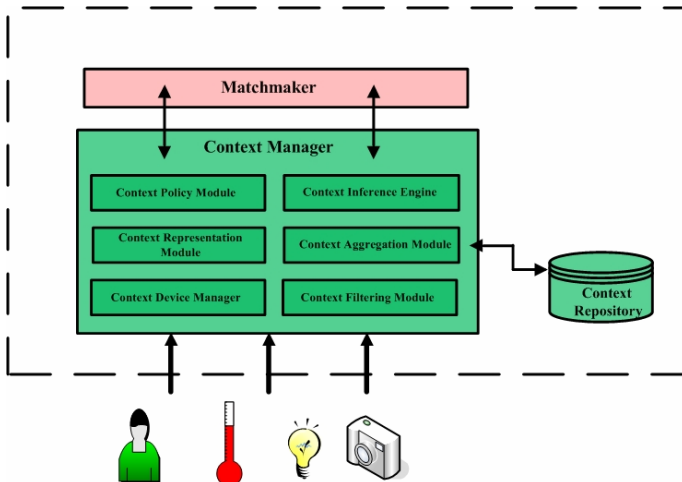 Matchmaker
Context Manager
Context Policy Module
Context Inference Engine
Context Representation
Module
Context Aggregation Module
Context Device Manager
Context Filtering Module
Context
Repository